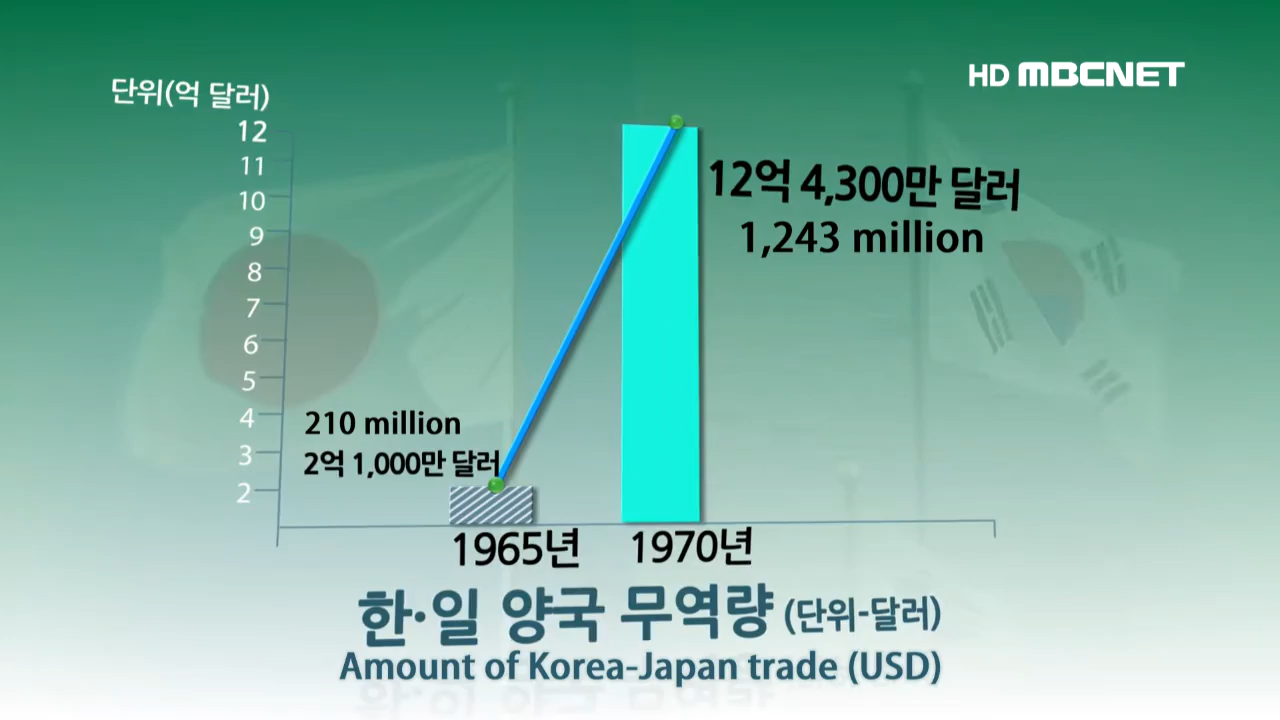 HD MBCNET
단위(억 달러)
12
11
10
9
8
7
6
5
4
3
2
12억 4,300만 달러
1,243 million
210 million
2억 1,000만 달러
1965년
1970년
한·일 양국 무역량 (단위-달러)
Amount of Korea-Japan trade (USD)